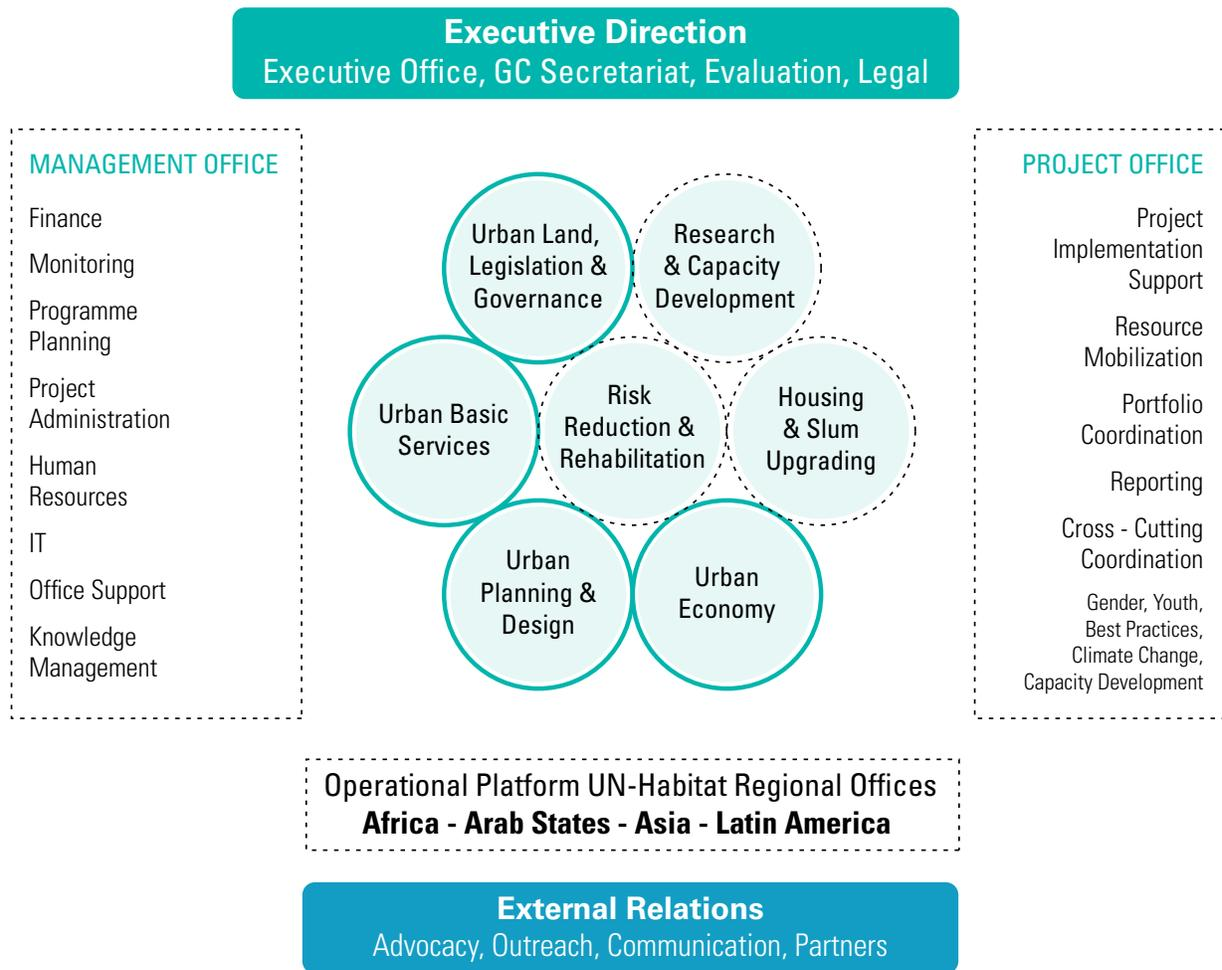 Executive Direction
Executive Office, GC Secretariat, Evaluation, Legal
MANAGEMENT OFFICE
Finance
Monitoring
Programme
Planning
Project
Administration
Human
Resources
IT
Office Support
Knowledge
Management
Urban Land,
Legislation &
Governance
Research
& Capacity
Development
Urban Basic
Services
Risk
Reduction &
Rehabilitation
Housing
& Slum
Upgrading
Urban
Planning &
Design
Urban
Economy
PROJECT OFFICE
Project
Implementation
Support
Resource
Mobilization
Portfolio
Coordination
Reporting
Cross - Cutting
Coordination
Gender, Youth,
Best Practices,
Climate Change,
Capacity Development
Operational Platform UN-Habitat Regional Offices
Africa - Arab States - Asia - Latin America
External Relations
Advocacy, Outreach, Communication, Partners